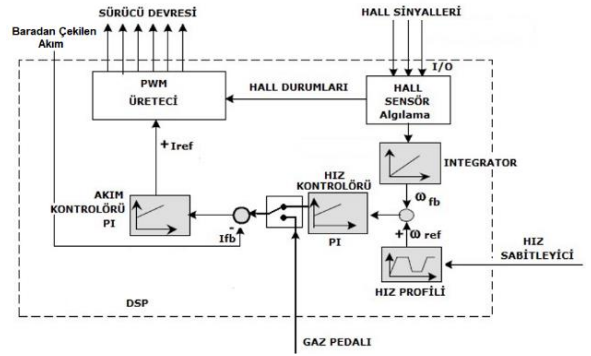 SÜRÜCÜ DEVRESİ
HALL SİNYALLERİ
Baradan Çekilen
Akım
I/O
PWM
ÜRETECİ
HALL DURUMLARI
HALL
SENSÖR
Algılama
+Iref
INTEGRATOR
AKIM
KONTROLÖRÜ
PI
HIZ
KONTROLÖRÜ
ω fb
-
Ifb
PI
+ ω ref
HIZ
SABİTLEYİCİ
HIZ PROFİLİ
DSP
GAZ PEDALI